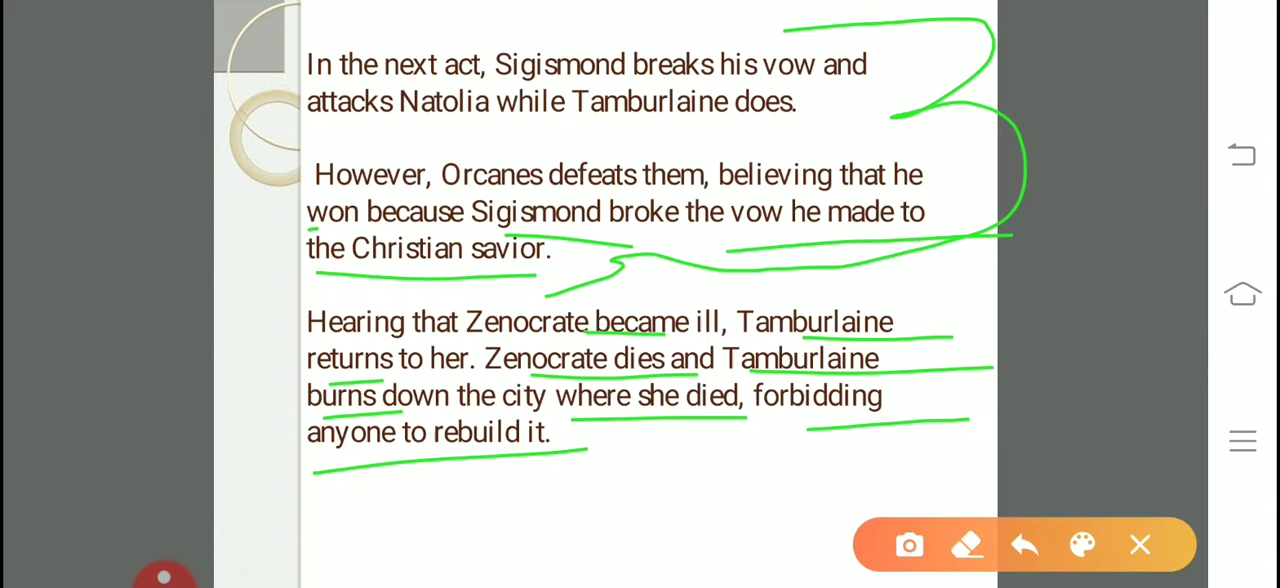 In the next act, Sigismond breaks his vow and
attacks Natolia while Tamburlaine does.
However, Orcanes defeats them, believing that he
won because Sigismond broke the vow he made to
the Christian savior.
Hearing that Zenocrate became ill, Tamburlaine
returns to her. Zenocrate dies and Tamburlaine
burns down the city where she died, forbidding
anyone to rebuild it.